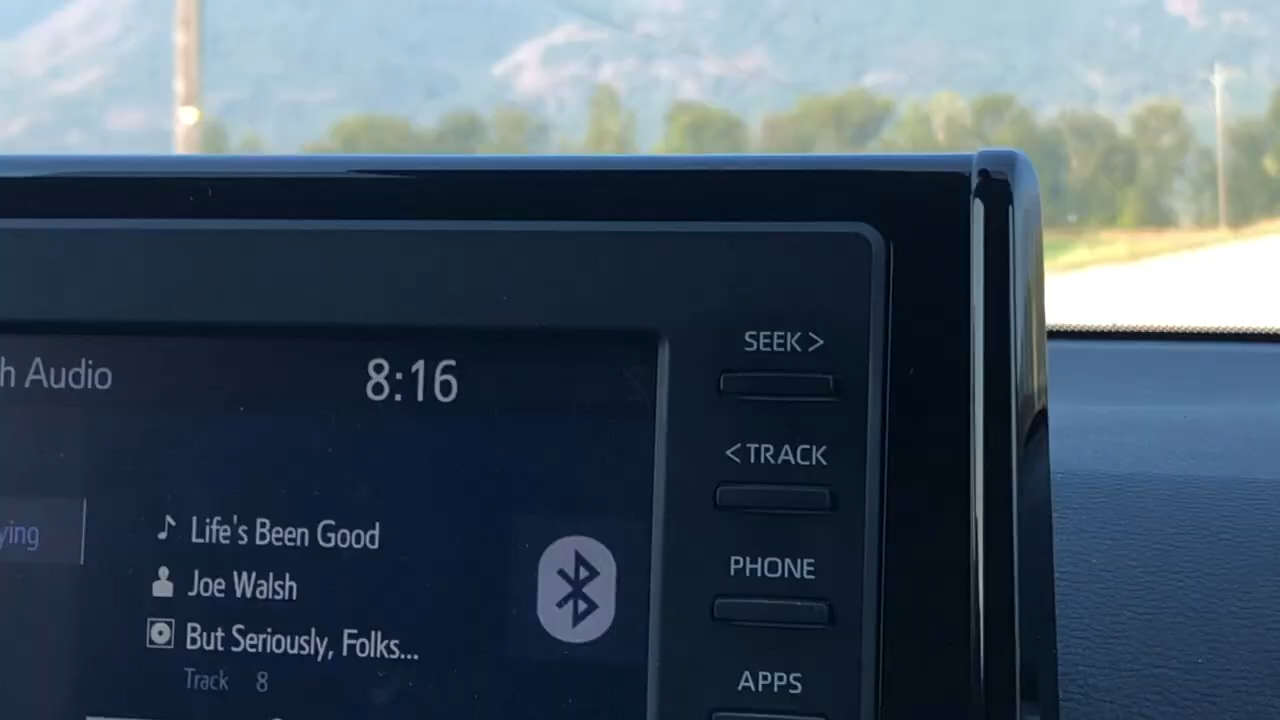 SEEK >
h Audio
8:16
< TRACK
ying
Life's Been Good
PHONE
Joe Walsh
But Seriously, Folks...
Track 8
APPS